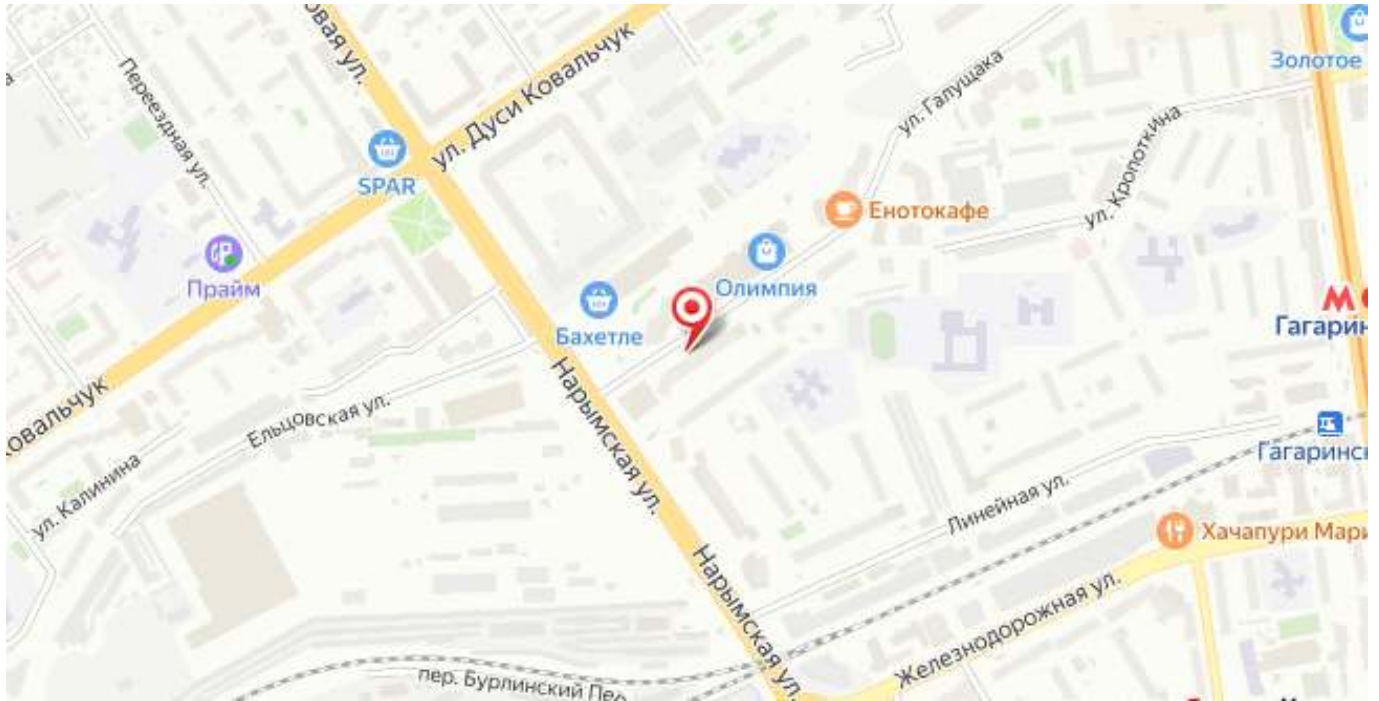 овая ул.
ул. Дуси Ковальчук
Переездная ул.
SPAR
Прайм
ул. Галущака
Золотое
ул. Кропоткина
Енотокафе
Олимпия
Бахетле
М
Гагарин
Нарымская ул.
Ковальчук
Ельцовская ул.
ул. Калинина
Гагаринск
Линейная ул.
Хачапури Мари
Нарымская ул.
Железнодорожная ул.
пер. Бурлинский Пер